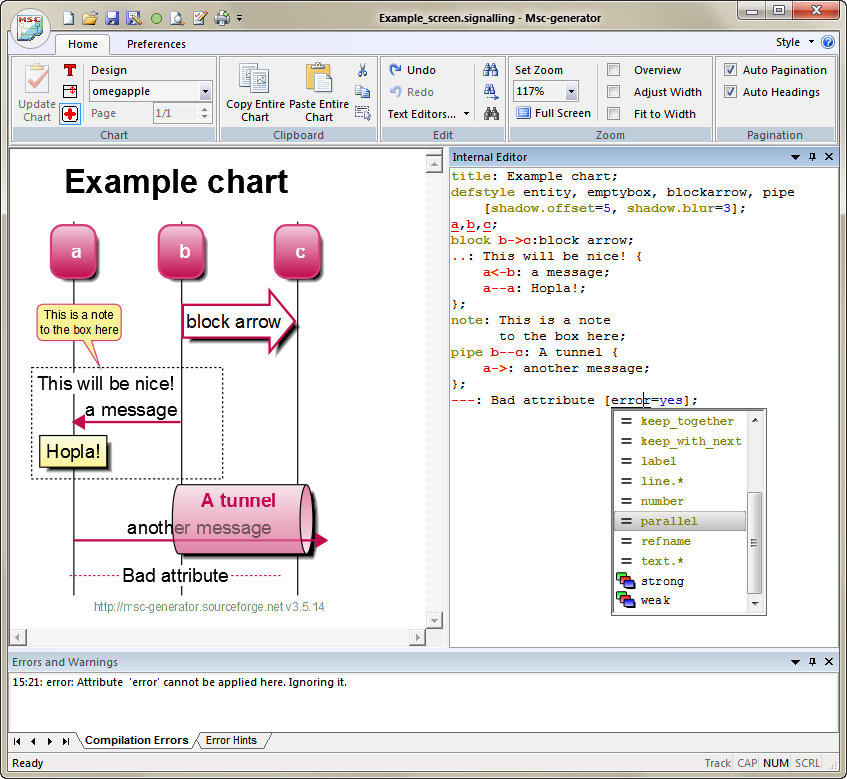 MSC
Example_screen.signalling - Msc-generator
Home
Preferences
Style
Update
Chart
Design
omegapple
Page
1/1
Chart
Copy Entire
Chart
Paste Entire
Chart
Clipboard
Undo
Redo
Text Editors...
Edit
Set Zoom
117%
Full Screen
Overview
Adjust Width
Fit to Width
Zoom
Auto Pagination
Auto Headings
Pagination
Example chart
a
b
c
This is a note
to the box here
block arrow
This will be nice!
a message
Hopla!
A tunnel
another message
Bad attribute
http://msc-generator.sourceforge.net v3.5.14
Internal Editor
title: Example chart;
defstyle entity, emptybox, blockarrow, pipe
[shadow.offset=5, shadow.blur=3];
a,b,c;
block b->c:block arrow;
..: This will be nice! {
a<-b: a message;
a--a: Hopla!;
};
note: This is a note
to the box here;
pipe b--c: A tunnel {
a->: another message;
};
---: Bad attribute [error=yes];
keep_together
keep_with_next
label
line.*
number
parallel
refname
text.*
strong
weak
Errors and Warnings
15:21: error: Attribute 'error' cannot be applied here. Ignoring it.
Compilation Errors
Error Hints
Ready
Track CAP NUM SCRL